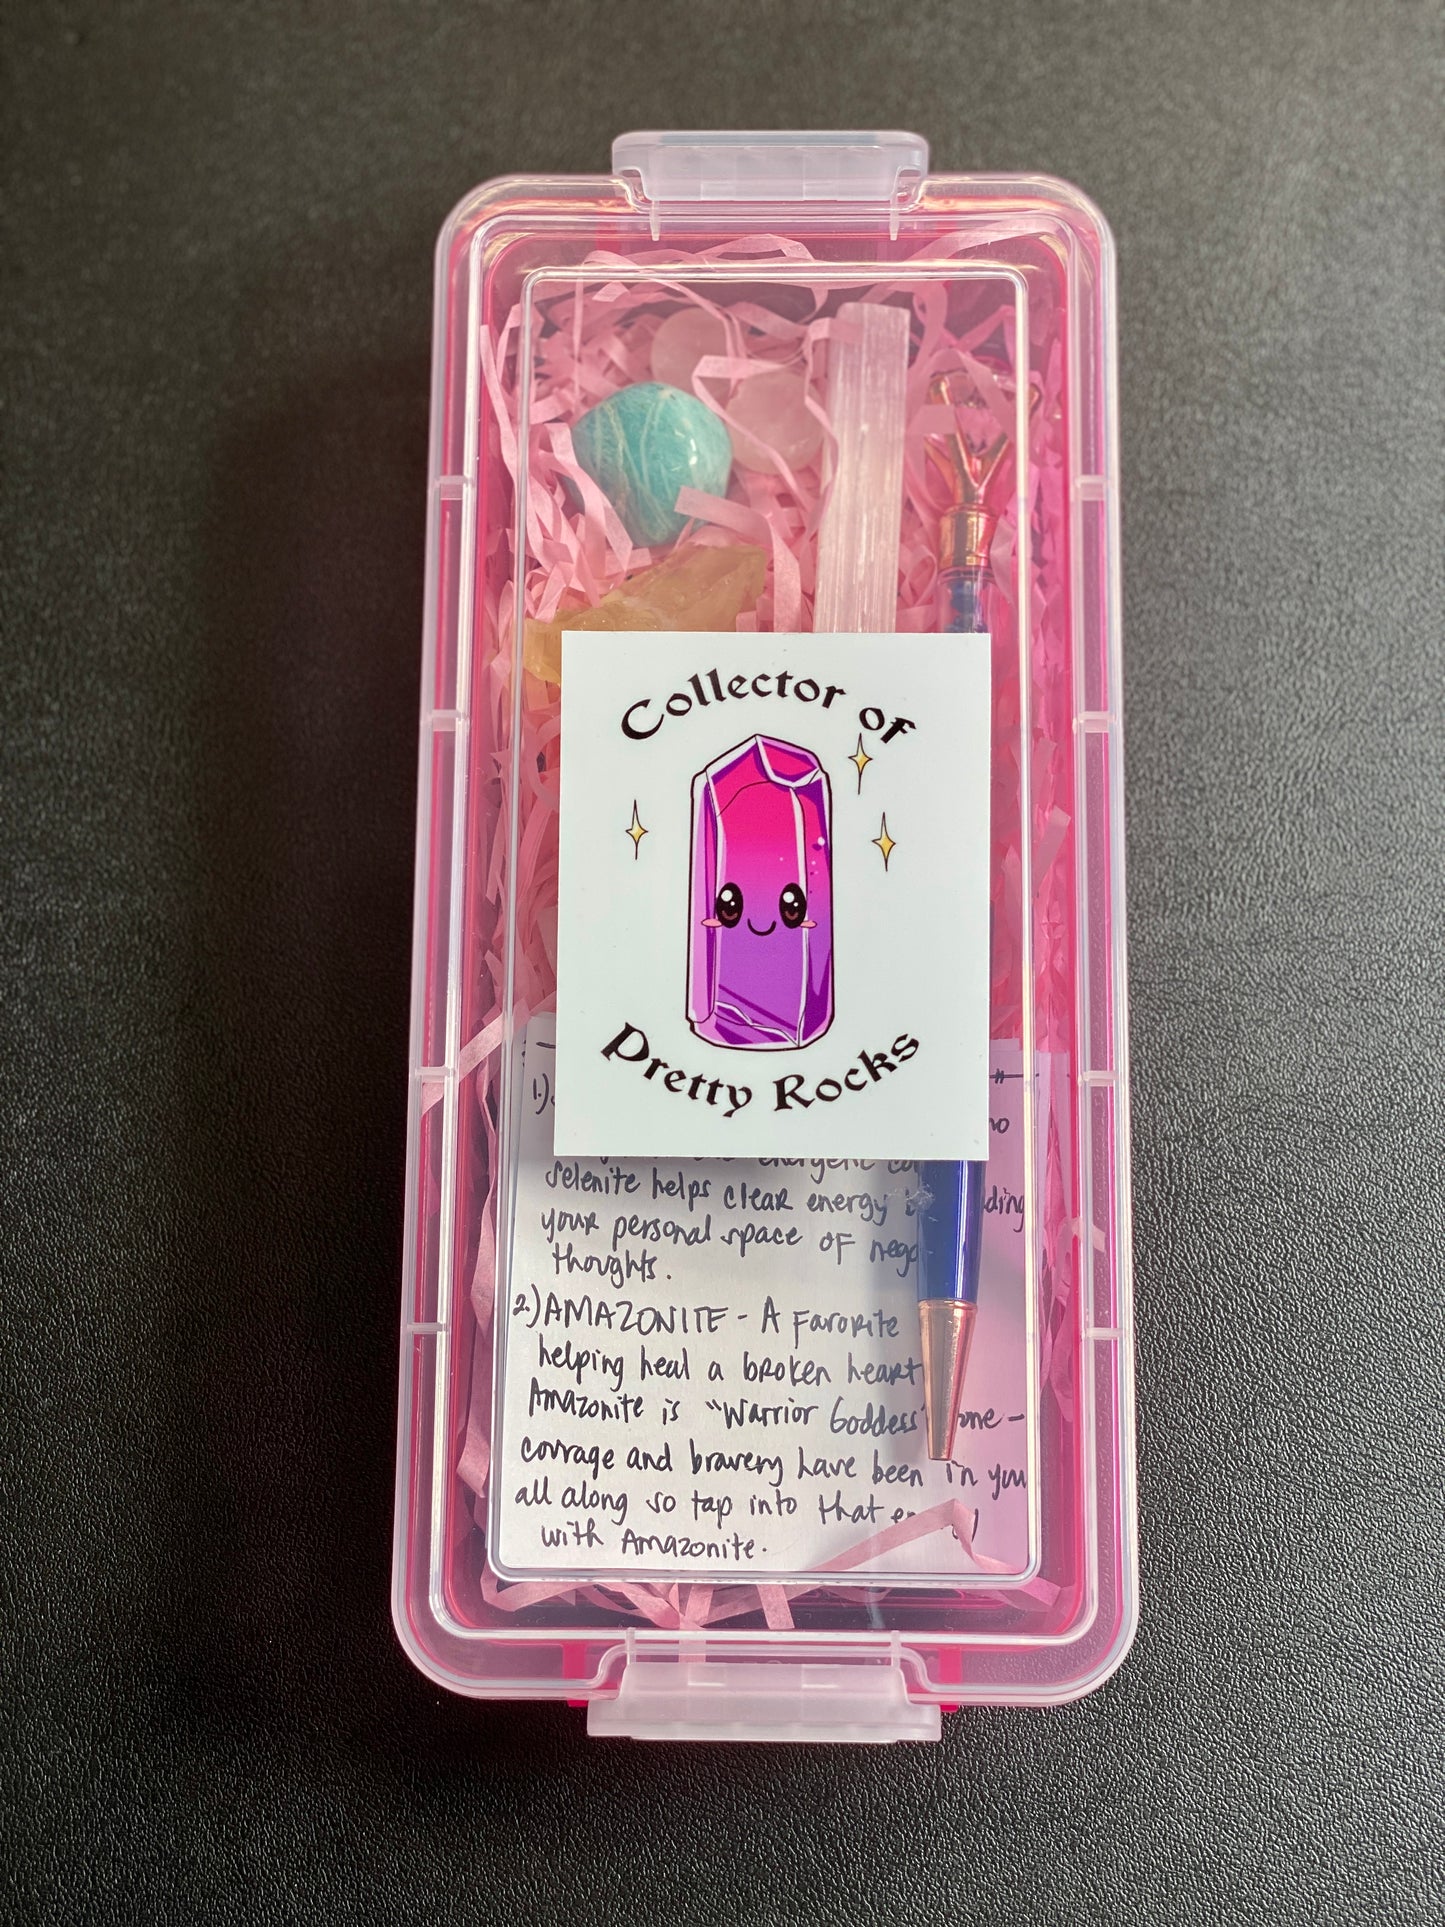 Collector of
Pretty Rocks
1.)
energetic
Selenite helps clear energy
your personal space of
thoughts.
2.) AMAZONITE - A Favorite
helping heal a broken heart
Amazonite is "Warrior Goddess"
courage and bravery have been in you
all along so tap into that
with Amazonite.